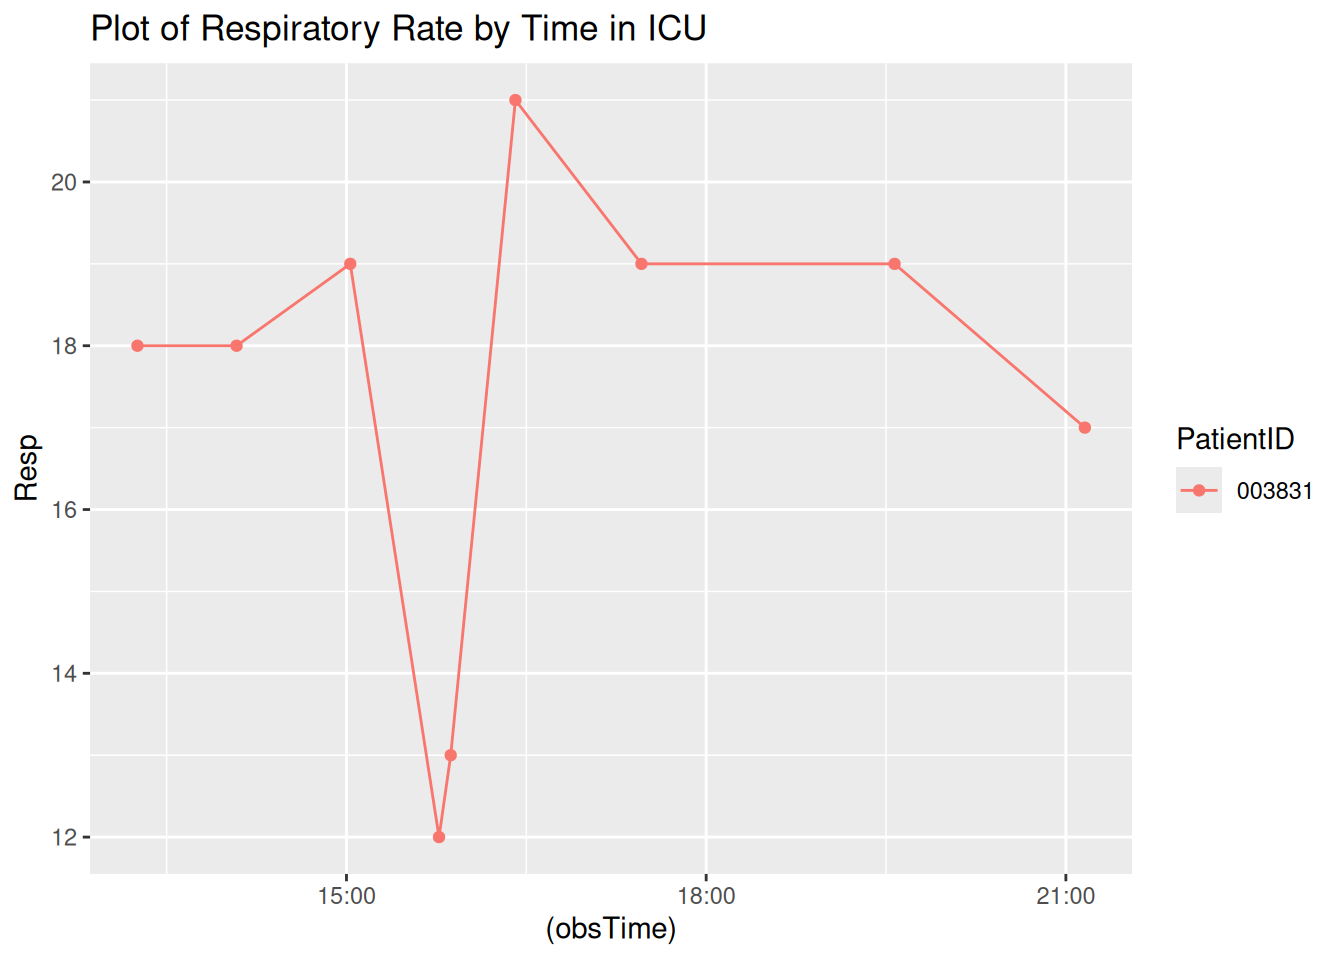 Plot of Respiratory Rate by Time in ICU
20
18
16
14
12
Resp
15:00 18:00 21:00
(obsTime)
PatientID
003831